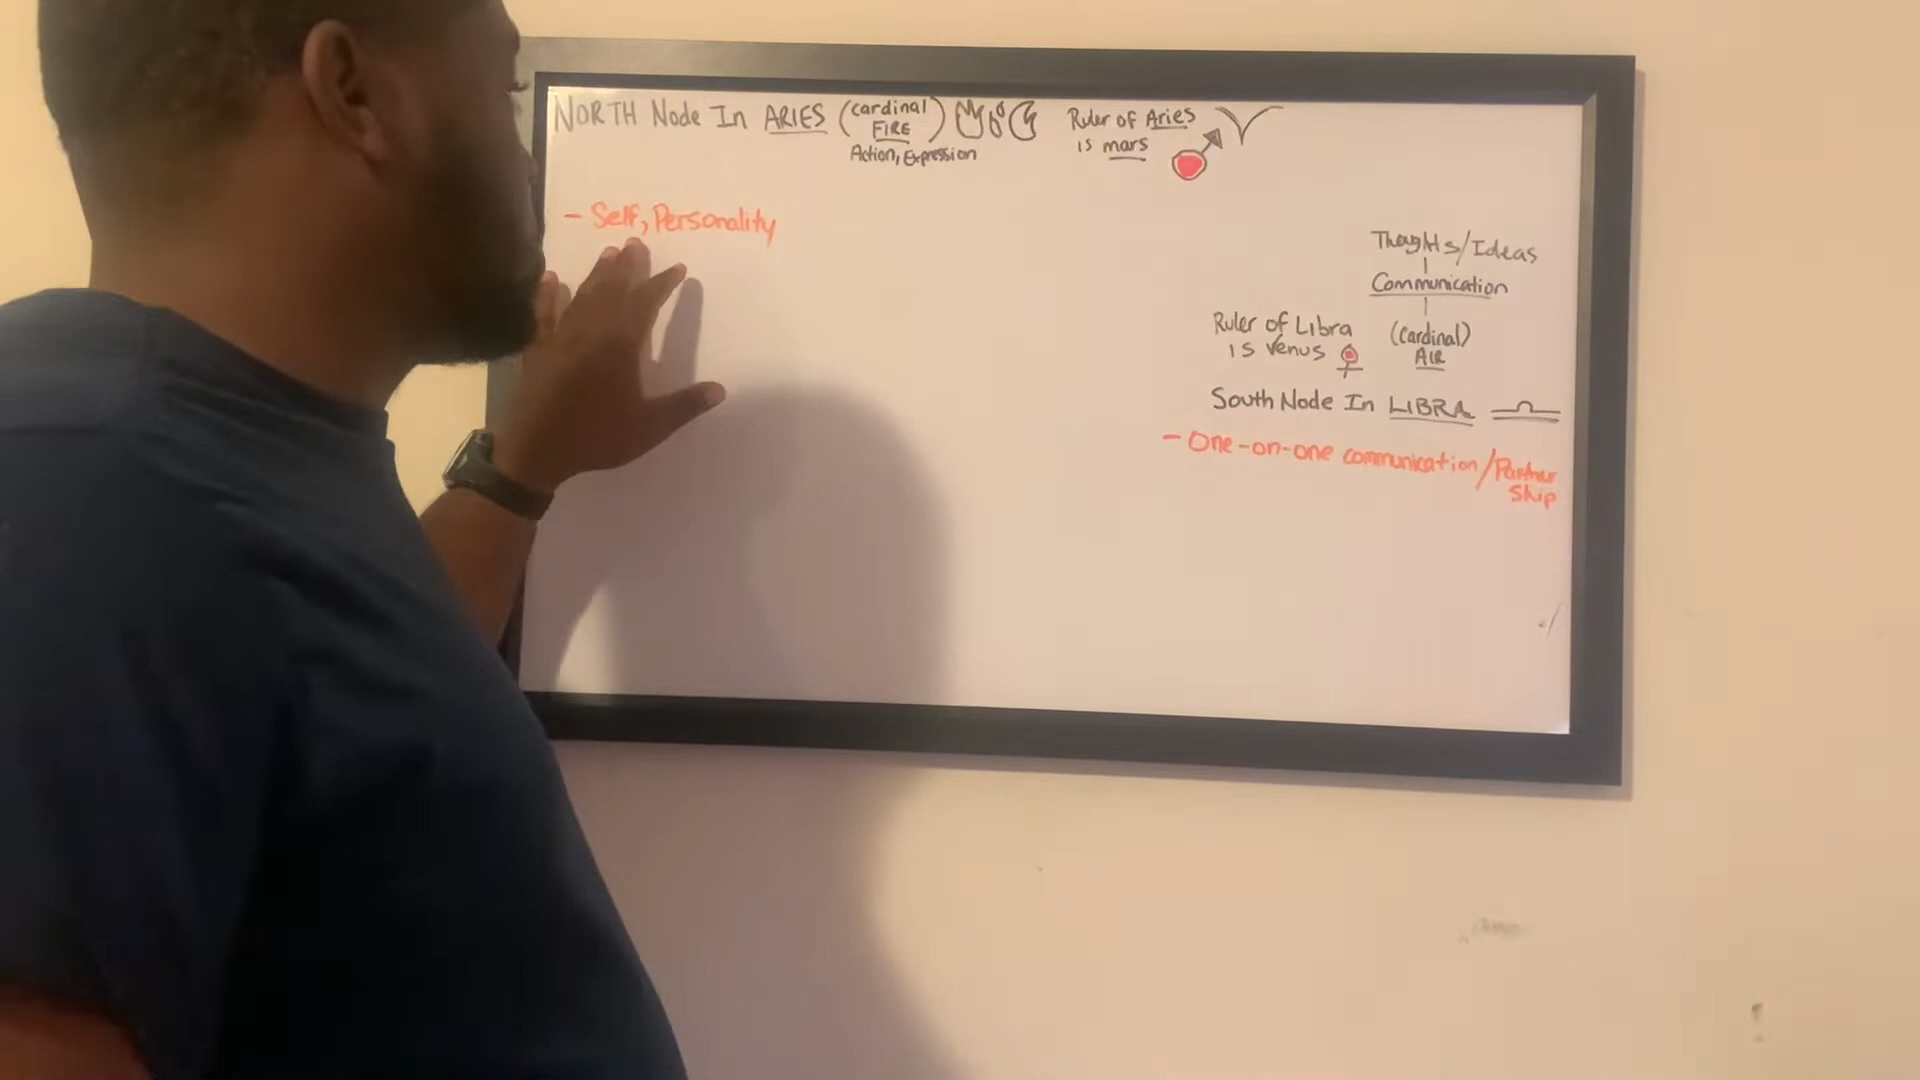 NORTH Node In ARIES (cardinal
FIRE)
Action, Expression
Ruler of Aries
is mars
- Self, Personality
Thoghts/Ideas
Communication
(cardinal)
AIR
Ruler of Libra
is Venus
South Node In LIBRA
- One-on-one communication/Partner
Ship